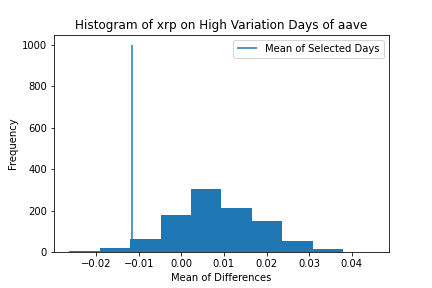 Histogram of xrp on High Variation Days of aave
Mean of Selected Days
1000
800
600
400
200
0
Frequency
−0.02 −0.01 0.00 0.01 0.02 0.03 0.04
Mean of Differences